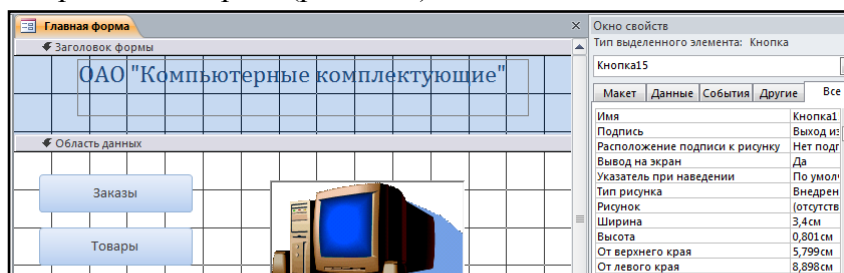 Главная форма
Заголовок формы
ОАО "Компьютерные комплектующие"
Область данных
Заказы
Товары
Окно свойств
Тип выделенного элемента: Кнопка
Кнопка15
Макет Данные События Другие Все
Имя Кнопка1
Подпись Выход из
Расположение подписи к рисунку Нет подп
Вывод на экран Да
Указатель при наведении По умолч
Тип рисунка Внедрен
Рисунок (отсутств
Ширина 3,4см
Высота 0,801см
От верхнего края 5,799см
От левого края 8,898см